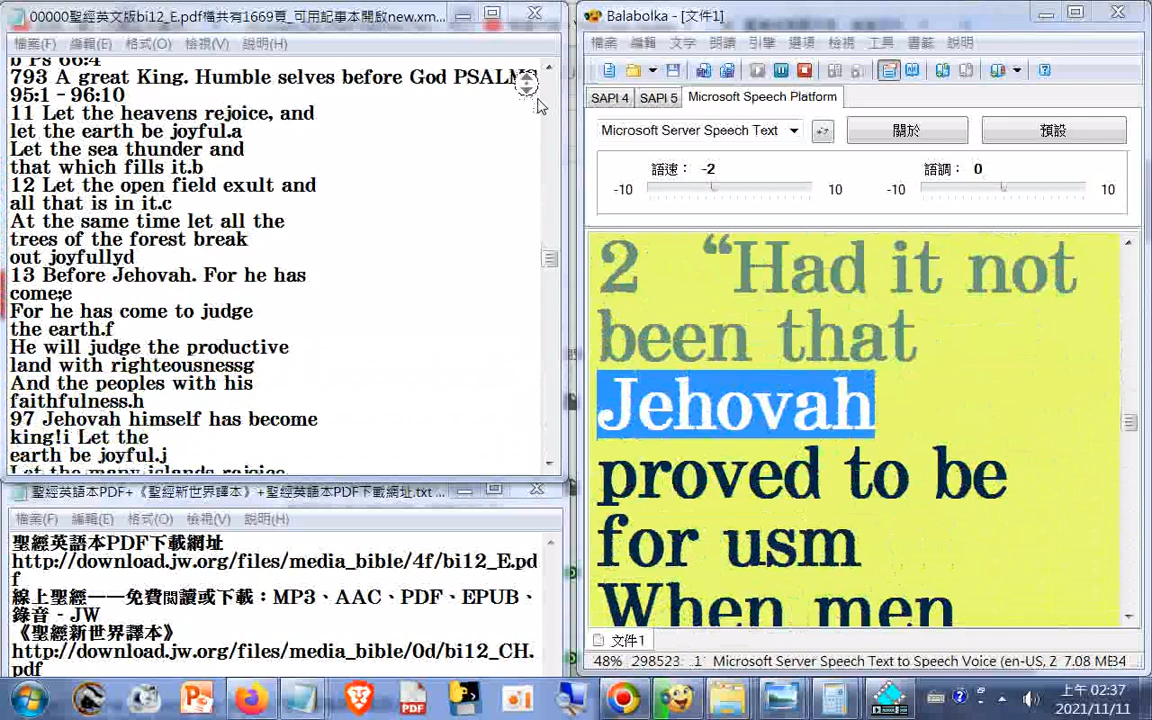 00000聖經英文版bi12_E.pdf檔共有1669頁_可用記事本開啟new.xm...
檔案(F) 編輯(E) 格式(O) 檢視(V) 說明(H)
b Ps 66:4
793 A great King. Humble selves before God PSALMS
95:1–96:10
11 Let the heavens rejoice, and
let the earth be joyful.a
Let the sea thunder and
that which fills it.b
12 Let the open field exult and
all that is in it.c
At the same time let all the
trees of the forest break
out joyfullyd
13 Before Jehovah. For he has
come;e
For he has come to judge
the earth.f
He will judge the productive
land with righteousnessg
And the peoples with his
faithfulness.h
97 Jehovah himself has become
king!i Let the
earth be joyful.j
Let the many islands rejoice.
聖經英語本PDF+《聖經新世界譯本》+聖經英語本PDF下載網址.txt ...
檔案(F) 編輯(E) 格式(O) 檢視(V) 說明(H)
聖經英語本PDF下載網址
http://download.jw.org/files/media_bible/4f/bi12_E.pd
f
線上聖經——免費閱讀或下載：MP3、AAC、PDF、EPUB、
錄音 - JW
《聖經新世界譯本》
http://download.jw.org/files/media_bible/0d/bi12_CH.
pdf
Balabolka - [文件1]
檔案 編輯 文字 朗讀 引擎 選項 檢視 工具 書籤 說明
SAPI 4 SAPI 5 Microsoft Speech Platform
Microsoft Server Speech Text 關於 預設
語速： -2 語調： 0
-10 10 -10 10
2 “Had it not
been that
Jehovah
proved to be
for usm
When men
文件1
48% 298523 Microsoft Server Speech Text to Speech Voice (en-US, 7.08 MB
上午 02:37
2021/11/11